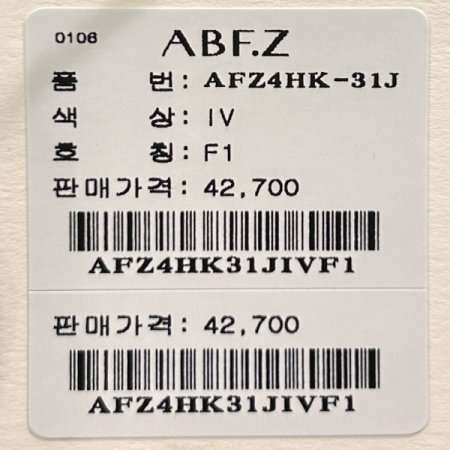 0106
ABF.Z
품 번: AFZ4HK-31J
색 상: IV
호 칭: F1
판매가격: 42,700
AFZ4HK31JIVF1
판매가격: 42,700
AFZ4HK31JIVF1